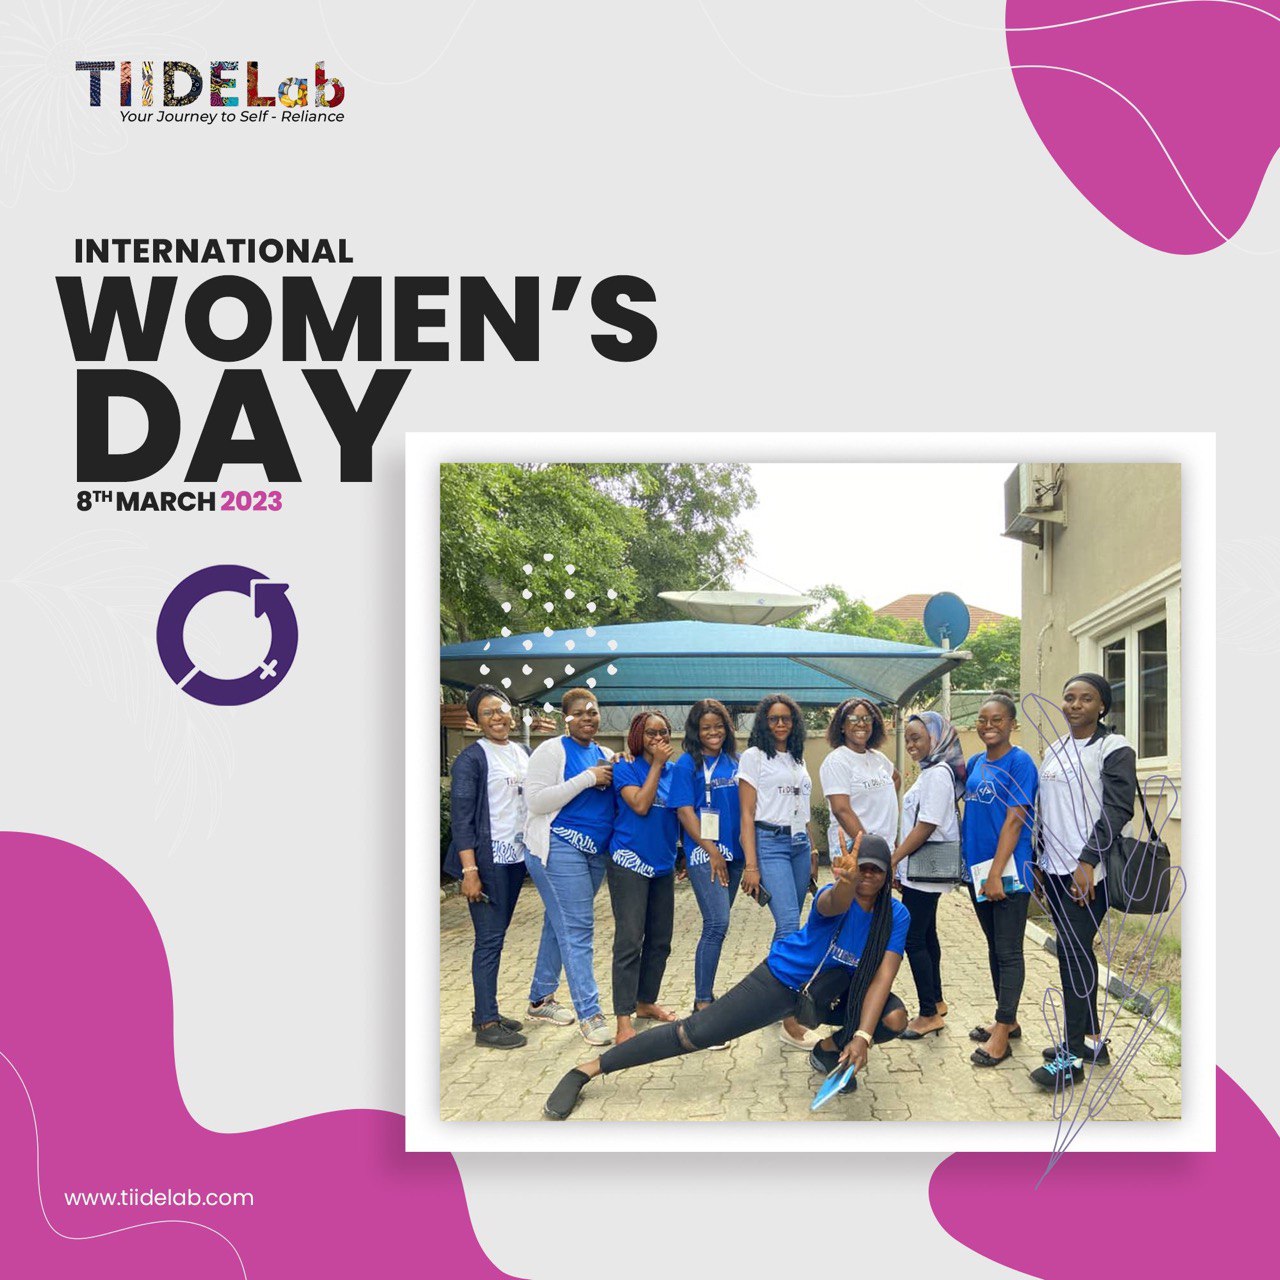 TIIDELab
Your Journey to Self - Reliance
INTERNATIONAL
WOMEN’S
DAY
8TH MARCH 2023
www.tiidelab.com